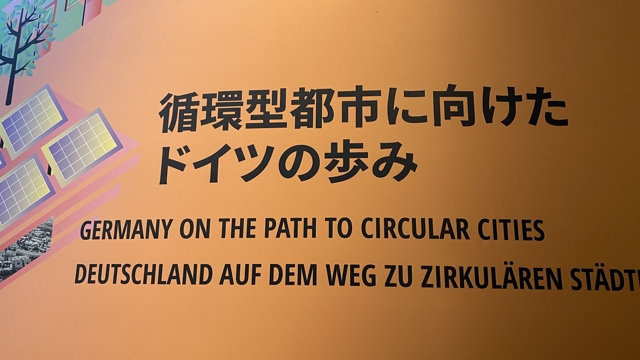 循環型都市に向けた
ドイツの歩み
GERMANY ON THE PATH TO CIRCULAR CITIES
DEUTSCHLAND AUF DEM WEG ZU ZIRKULÄREN